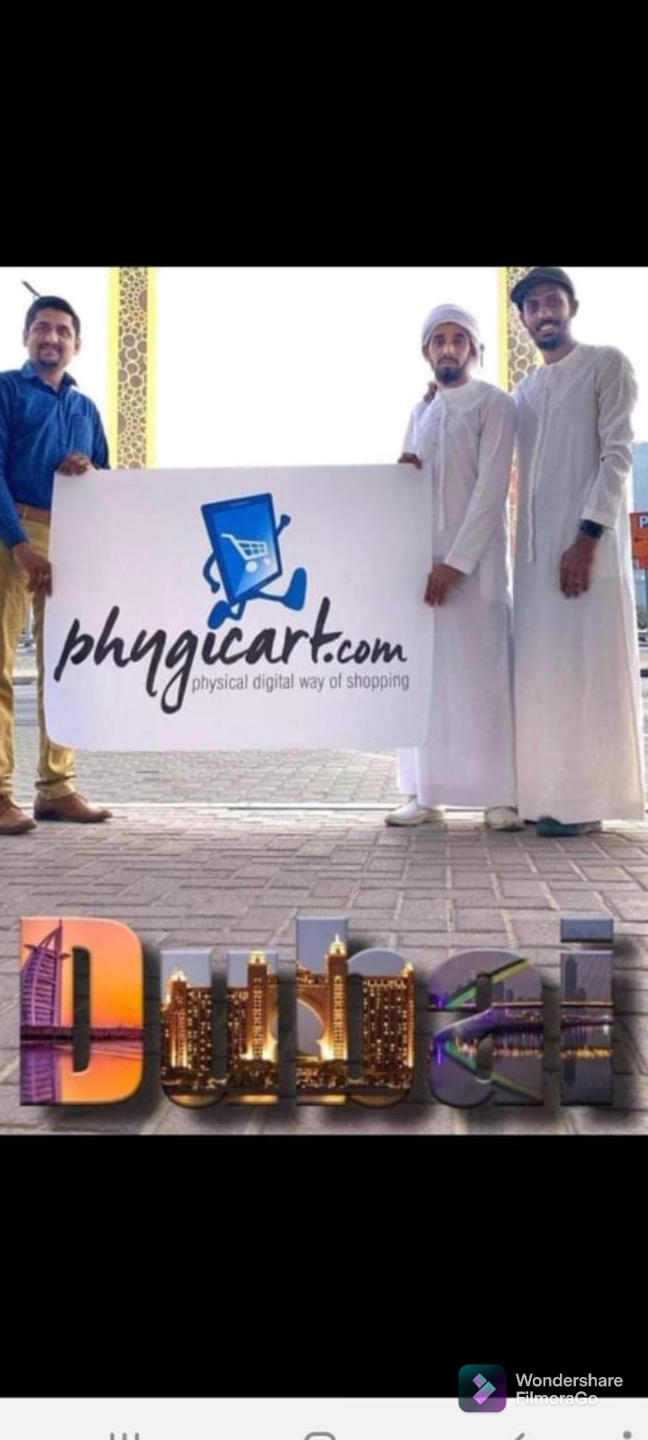 phygicart.com
physical digital way of shopping
P
Dubai
Wondershare
FilmoraGo